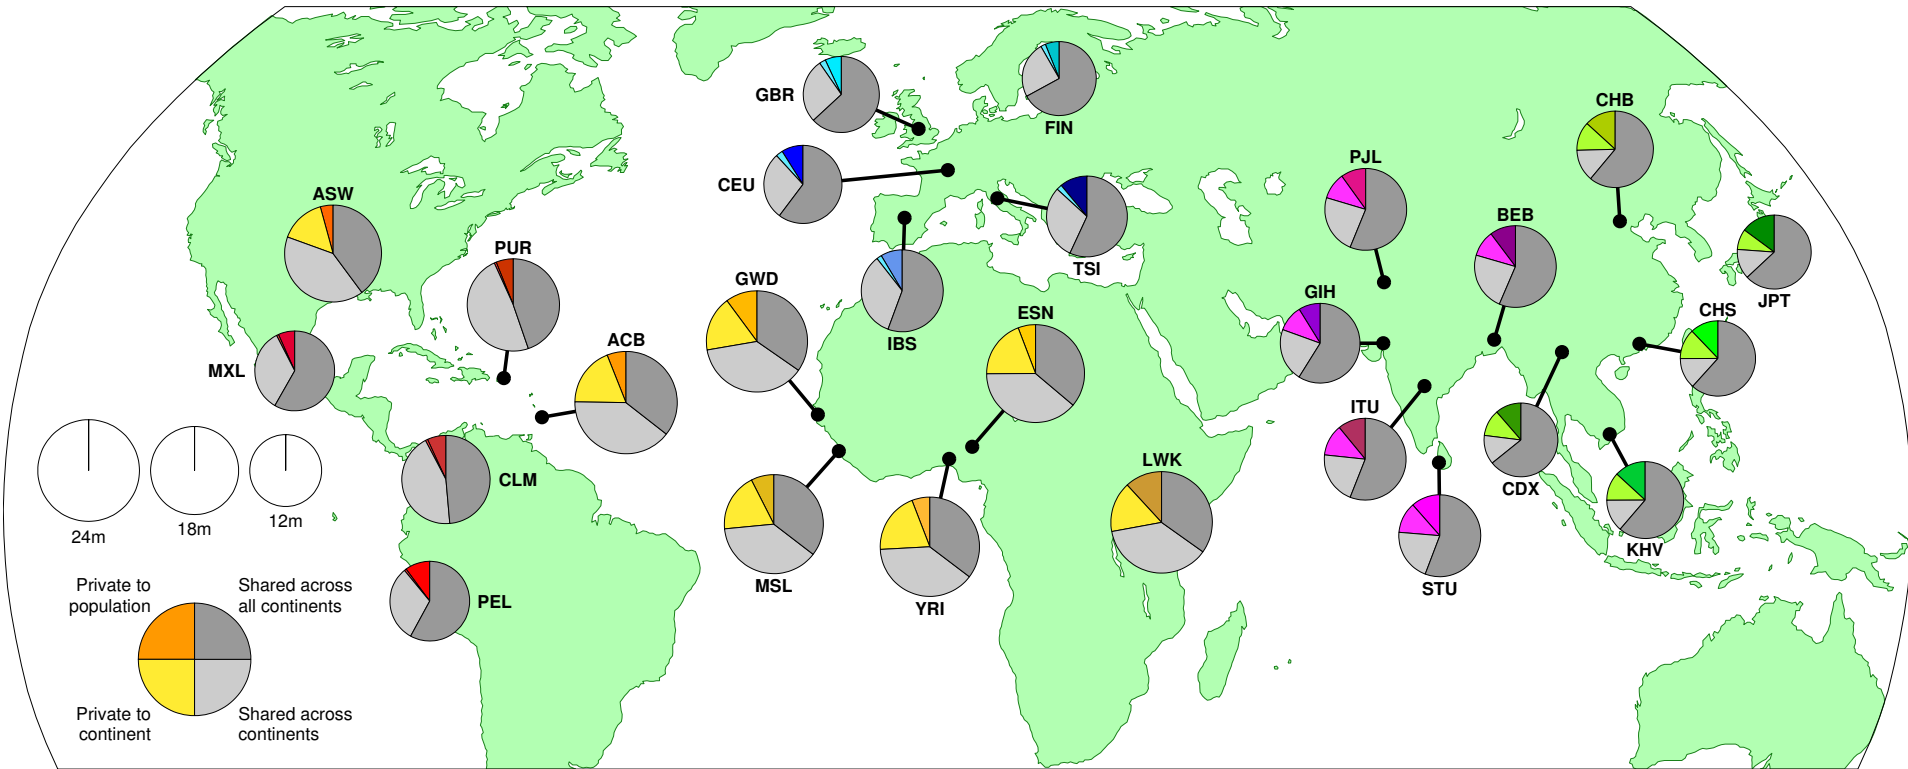 GBR
FIN
CHB
CEU
PJL
ASW
BEB
PUR
TSI
GWD
JPT
ESN
CHS
IBS
GIH
ACB
MXL
ITU
LWK
CLM
CDX
24m
18m
12m
KHV
MSL
STU
YRI
PEL
Private to
population
Shared across
all continents
Private to
continent
Shared across
continents